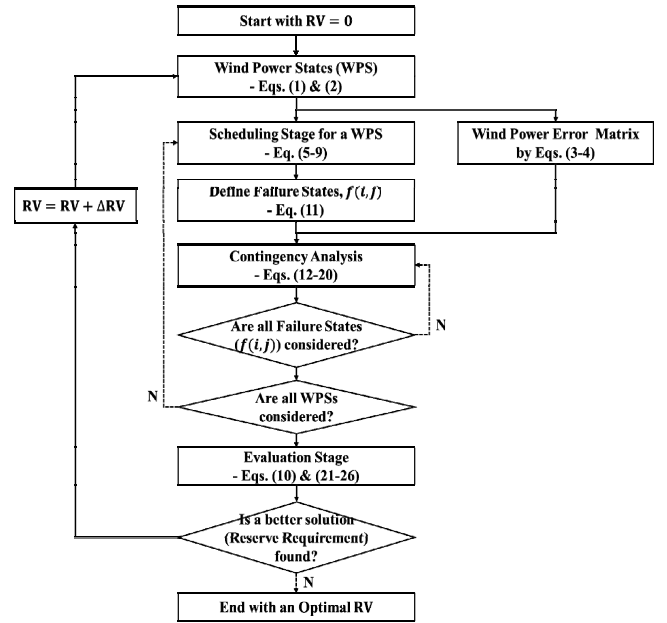 Start with RV = 0
Wind Power States (WPS)
- Eqs. (1) & (2)
Scheduling Stage for a WPS
- Eq. (5-9)
Wind Power Error Matrix
by Eqs. (3-4)
Define Failure States, f(i,j)
- Eq. (11)
RV = RV + ΔRV
Contingency Analysis
- Eqs. (12-20)
Are all Failure States
(f(i,j)) considered?
N
Are all WPSs
considered?
N
Evaluation Stage
- Eqs. (10) & (21-26)
Is a better solution
(Reserve Requirement)
found?
N
End with an Optimal RV